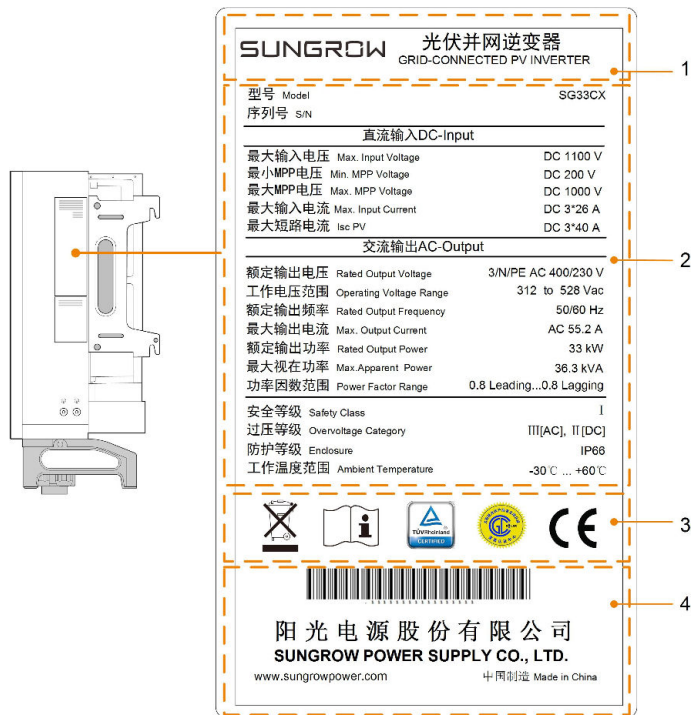 SUNGROW
光伏并网逆变器
GRID-CONNECTED PV INVERTER
1
型号 Model SG33CX
序列号 S/N
直流输入DC-Input
最大输入电压 Max. Input Voltage DC 1100 V
最小MPP电压 Min. MPP Voltage DC 200 V
最大MPP电压 Max. MPP Voltage DC 1000 V
最大输入电流 Max. Input Current DC 3*26 A
最大短路电流 Isc PV DC 3*40 A
交流输出AC-Output
2
额定输出电压 Rated Output Voltage 3/N/PE AC 400/230 V
工作电压范围 Operating Voltage Range 312 to 528 Vac
额定输出频率 Rated Output Frequency 50/60 Hz
最大输出电流 Max. Output Current AC 55.2 A
额定输出功率 Rated Output Power 33 kW
最大视在功率 Max.Apparent Power 36.3 kVA
功率因数范围 Power Factor Range 0.8 Leading...0.8 Lagging
安全等级 Safety Class I
过压等级 Overvoltage Category III[AC], II[DC]
防护等级 Enclosure IP66
工作温度范围 Ambient Temperature -30℃ ... +60℃
TÜVRheinland
CERTIFIED
CE
3
4
阳光电源股份有限公司
SUNGROW POWER SUPPLY CO., LTD.
www.sungrowpower.com 中国制造 Made in China